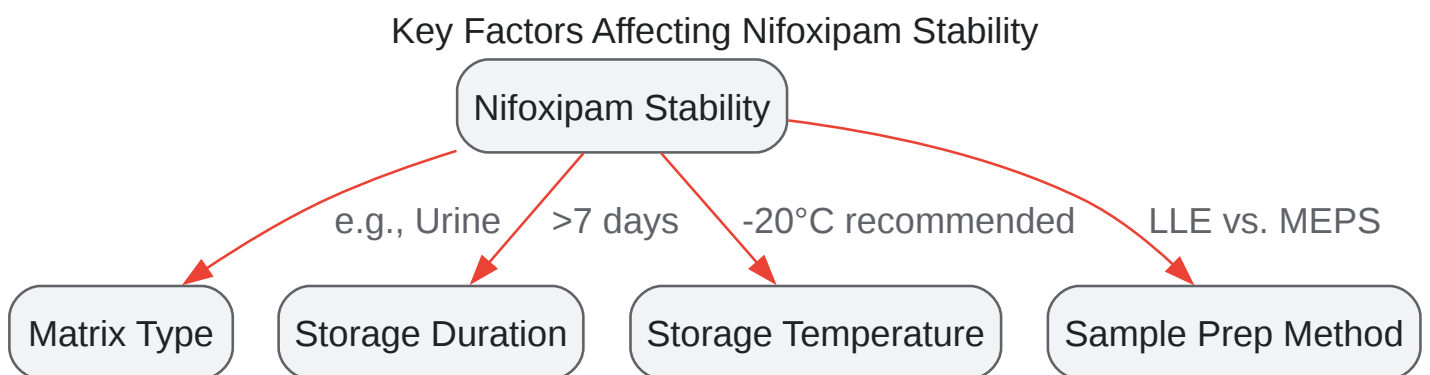 Key Factors Affecting Nifoxipam Stability
Nifoxipam Stability
e.g., Urine
>7 days
-20°C recommended
LLE vs. MEPS
Matrix Type
Storage Duration
Storage Temperature
Sample Prep Method